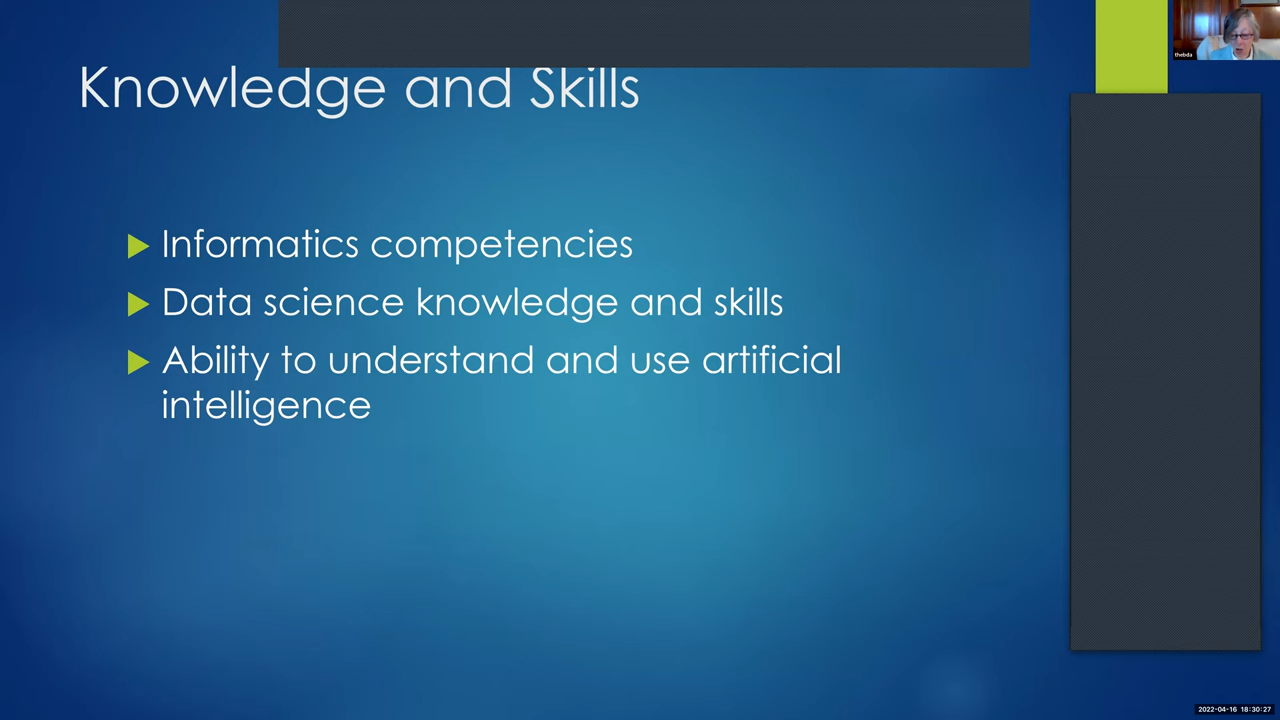 Knowledge and Skills
Informatics competencies
Data science knowledge and skills
Ability to understand and use artificial
intelligence
thebda
2022-04-16 18:30:27